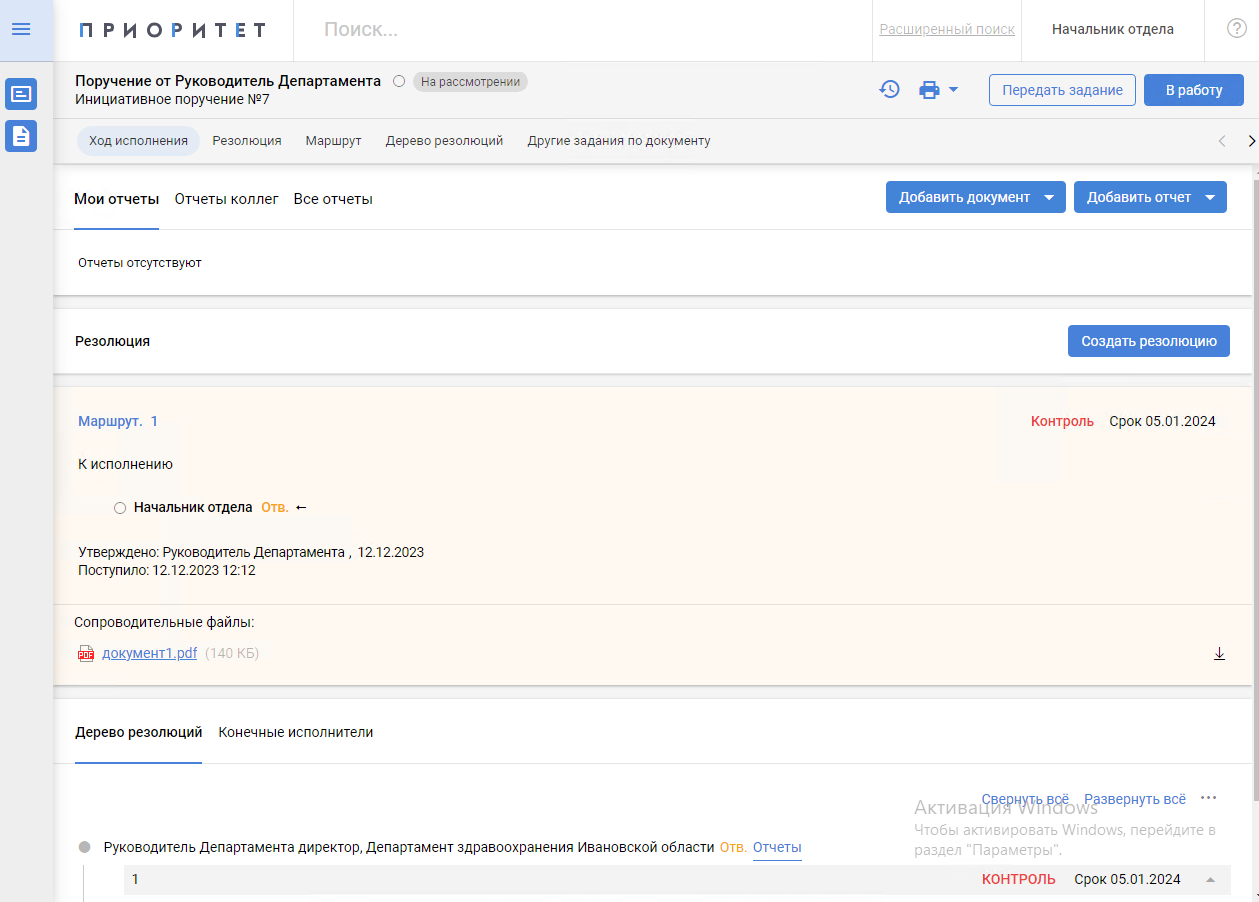 ПРИОРИТЕТ
Поиск...
Расширенный поиск
Начальник отдела
?
Поручение от Руководитель Департамента
На рассмотрении
Инициативное поручение №7
Передать задание
В работу
Ход исполнения
Резолюция
Маршрут
Дерево резолюций
Другие задания по документу
Мои отчеты
Отчеты коллег
Все отчеты
Добавить документ
Добавить отчет
Отчеты отсутствуют
Резолюция
Создать резолюцию
Маршрут. 1
Контроль
Срок 05.01.2024
К исполнению
Начальник отдела Отв. ←
Утверждено: Руководитель Департамента , 12.12.2023
Поступило: 12.12.2023 12:12
Сопроводительные файлы:
PDF документ1.pdf (140 КБ)
Дерево резолюций
Конечные исполнители
Свернуть всё
Развернуть всё
...
Активация Windows
Чтобы активировать Windows, перейдите в
раздел "Параметры".
Руководитель Департамента директор, Департамент здравоохранения Ивановской области Отв. Отчеты
1
КОНТРОЛЬ
Срок 05.01.2024